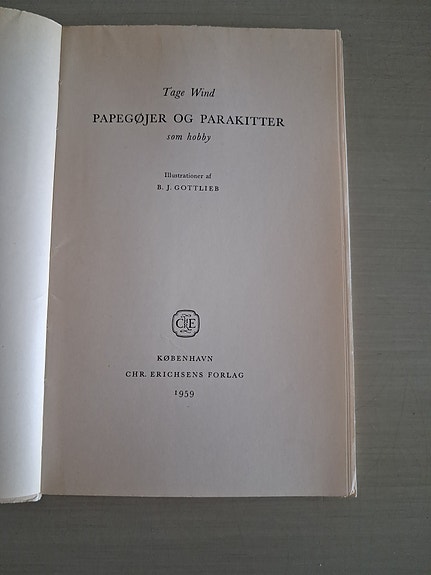 Tage Wind
PAPEGØJER OG PARAKITTER
som hobby
Illustrationer af
B. J. GOTTLIEB
CE
KØBENHAVN
CHR. ERICHSENS FORLAG
1959